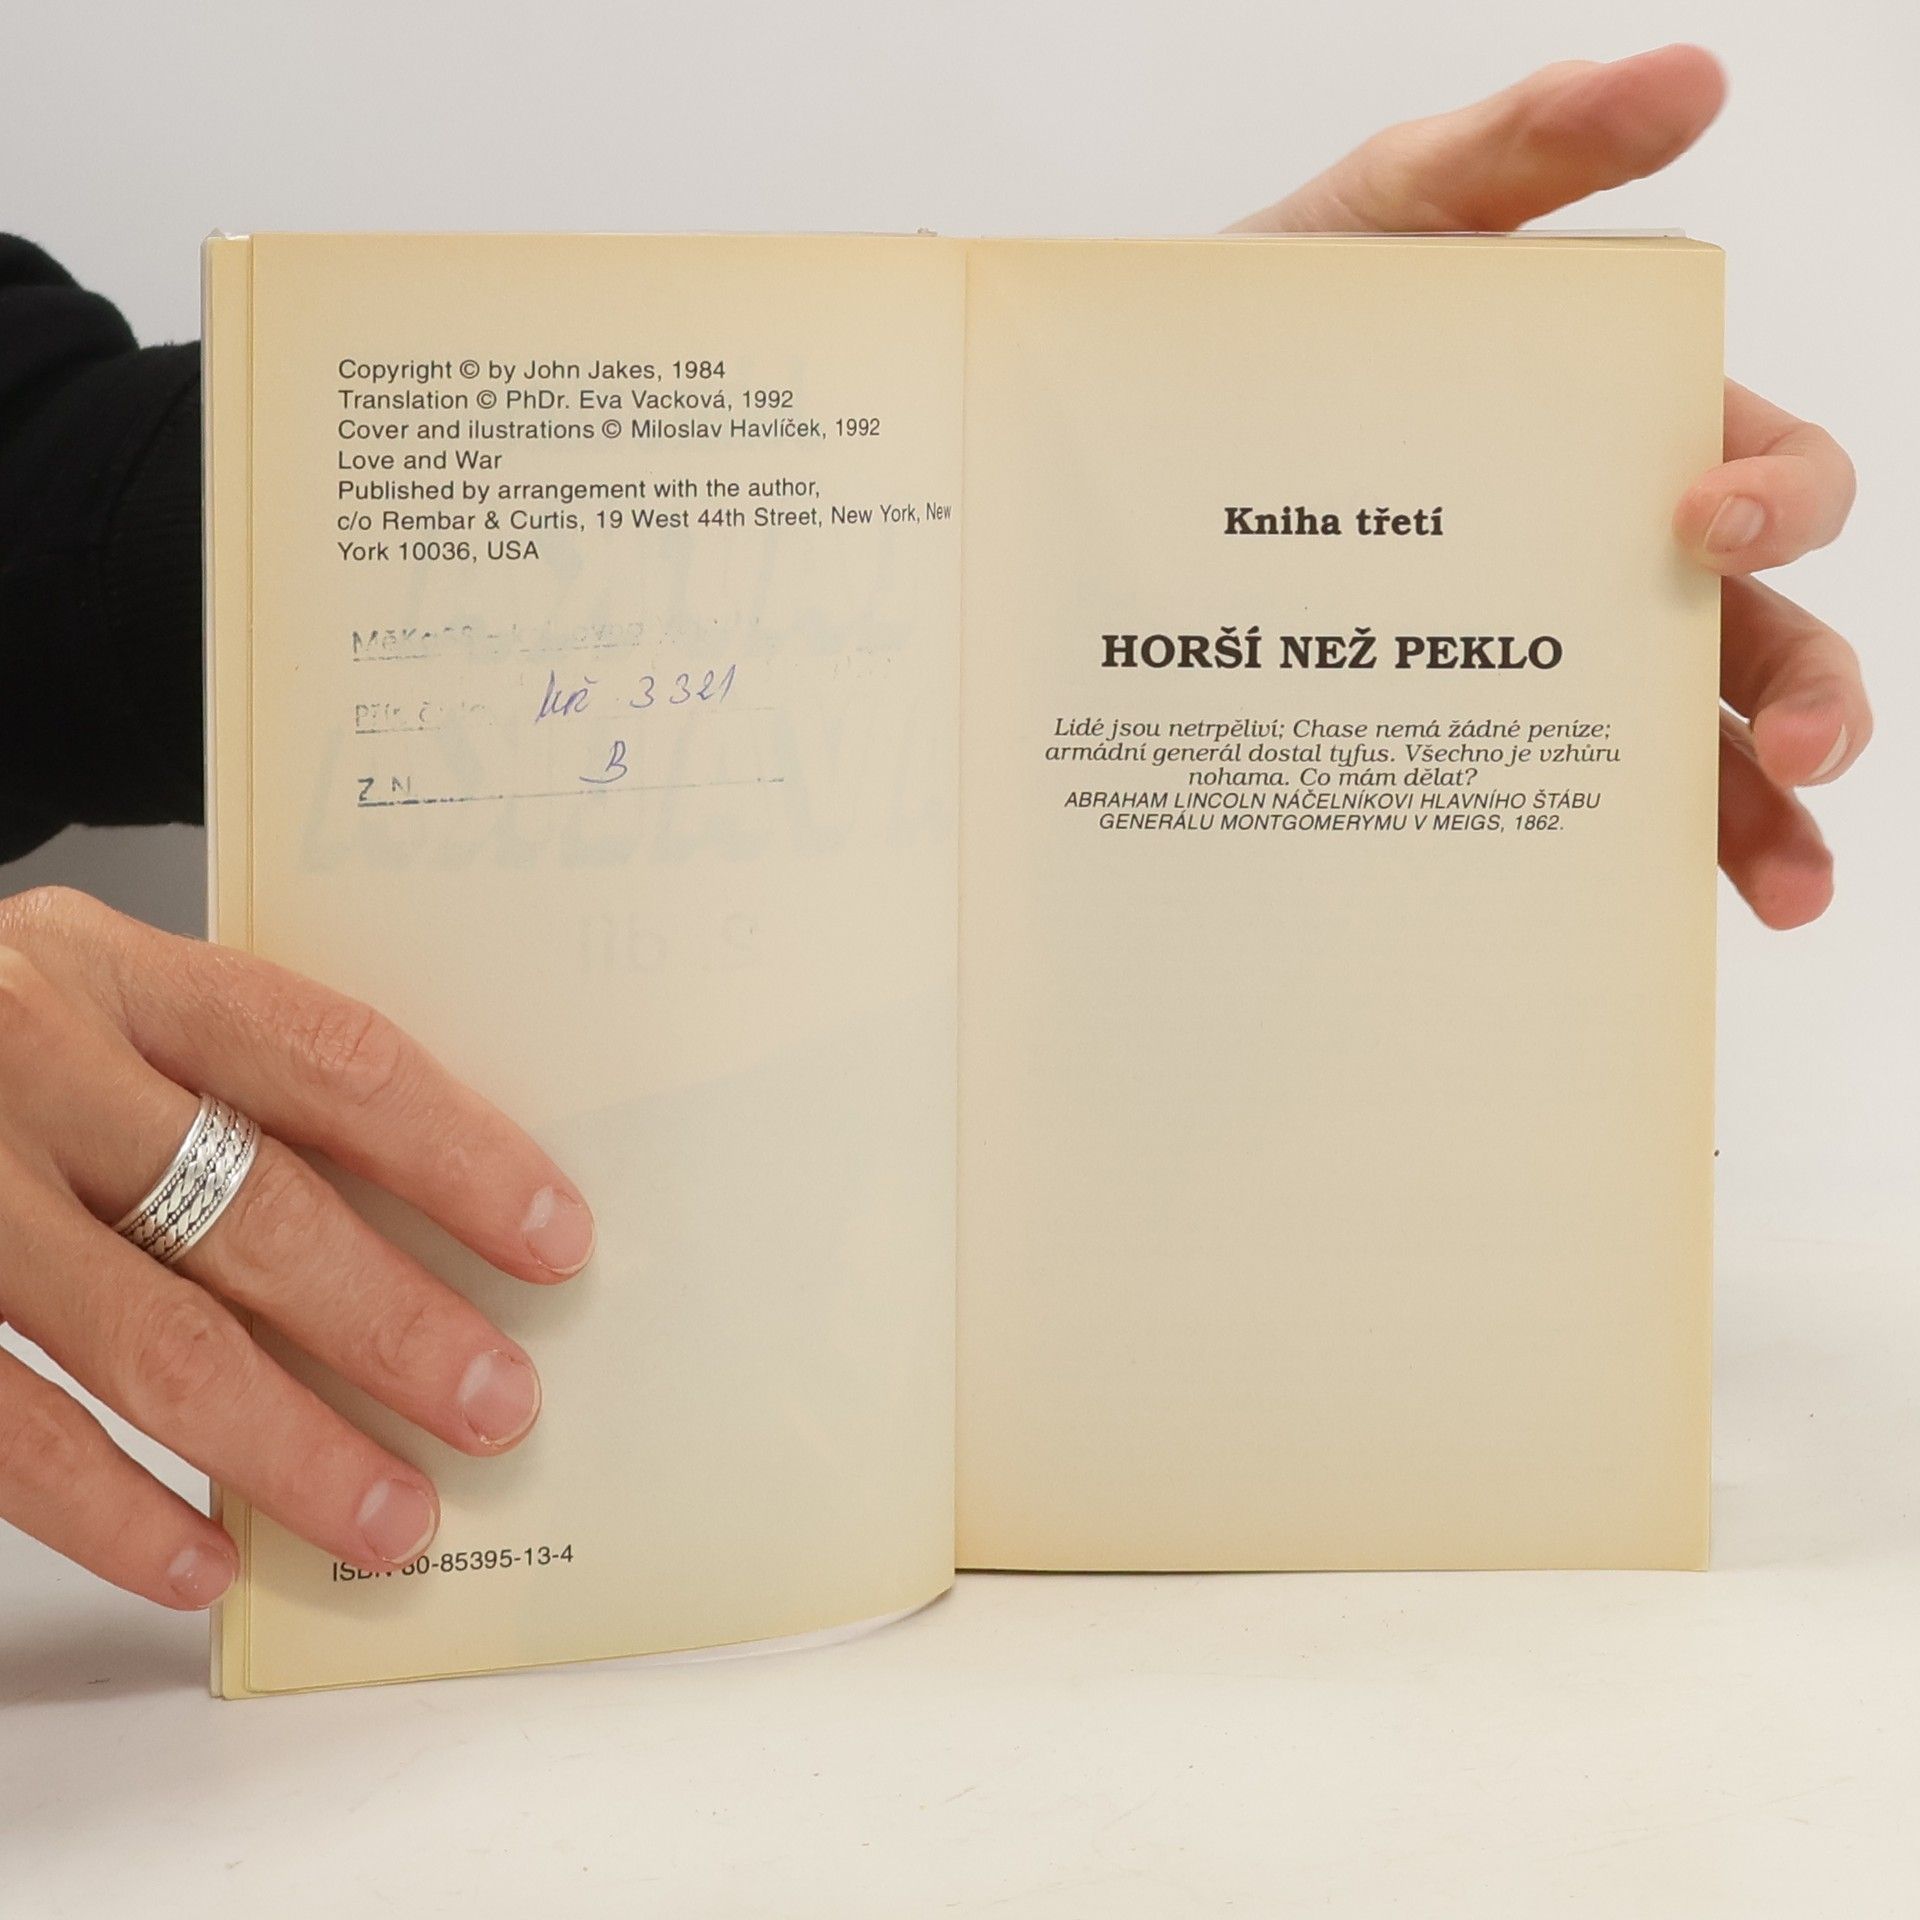 Copyright © by John Jakes, 1984
Translation © PhDr. Eva Vacková, 1992
Cover and ilustrations © Miloslav Havlíček, 1992
Love and War
Published by arrangement with the author,
c/o Rembar & Curtis, 19 West 44th Street, New York, New
York 10036, USA
3 321
Z. N.
B
ISBN 80-85395-13-4
Kniha třetí
HORŠÍ NEŽ PEKLO
Lidé jsou netrpěliví; Chase nemá žádné peníze;
armádní generál dostal tyfus. Všechno je vzhůru
nohama. Co mám dělat?
ABRAHAM LINCOLN NÁČELNÍKOVI HLAVNÍHO ŠTÁBU
GENERÁLU MONTGOMERYMU V MEIGS, 1862.